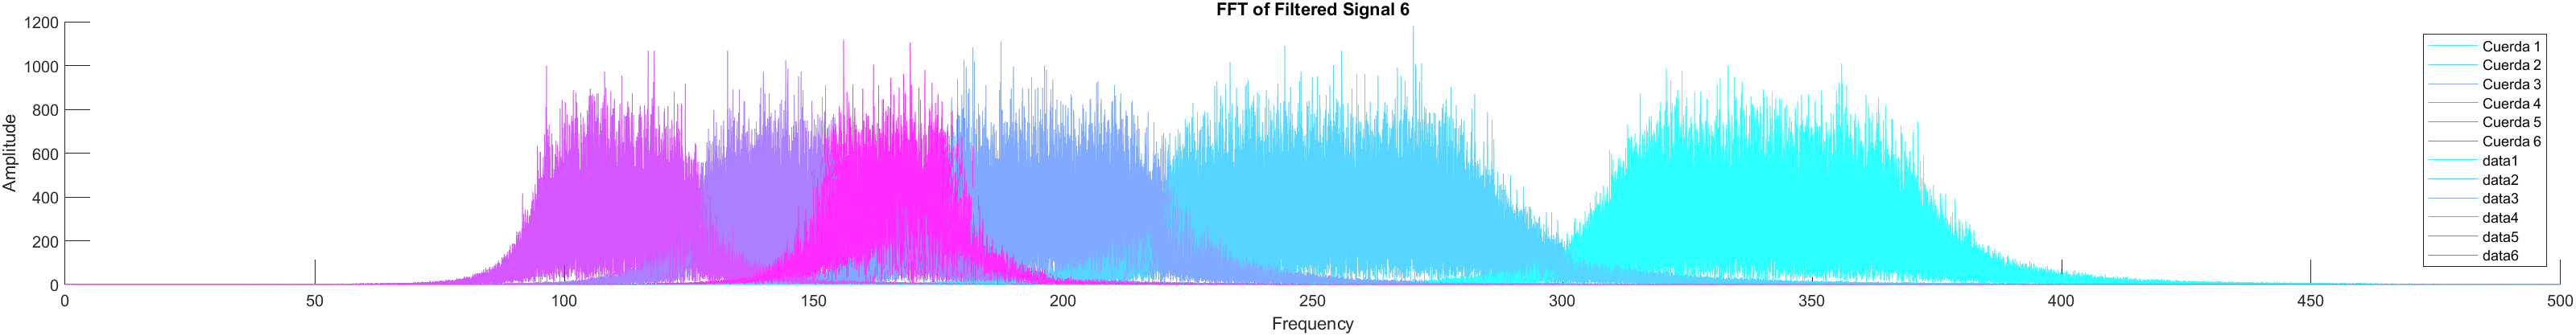 FFT of Filtered Signal 6
1200
1000
800
600
400
200
0
Amplitude
0 50 100 150 200 250 300 350 400 450 500
Frequency
Cuerda 1
Cuerda 2
Cuerda 3
Cuerda 4
Cuerda 5
Cuerda 6
data1
data2
data3
data4
data5
data6